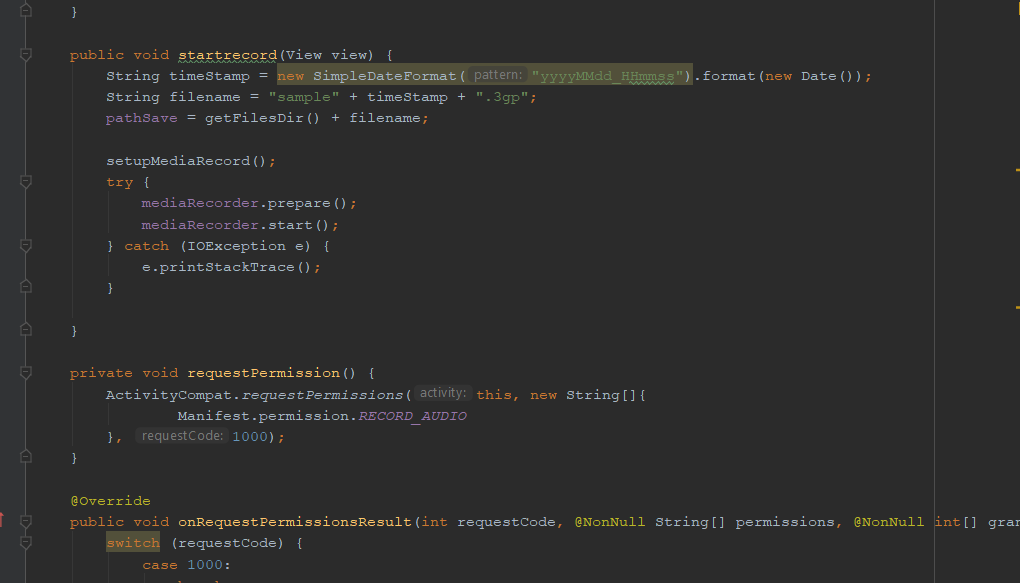 }
public void startrecord(View view) {
String timeStamp = new SimpleDateFormat( pattern: "yyyyMMdd_HHmmss").format(new Date());
String filename = "sample" + timeStamp + ".3gp";
pathSave = getFilesDir() + filename;
setupMediaRecord();
try {
mediaRecorder.prepare();
mediaRecorder.start();
} catch (IOException e) {
e.printStackTrace();
}
}
private void requestPermission() {
ActivityCompat.requestPermissions( activity: this, new String[]{
Manifest.permission.RECORD_AUDIO
}, requestCode: 1000);
}
@Override
public void onRequestPermissionsResult(int requestCode, @NonNull String[] permissions, @NonNull int[] gran
switch (requestCode) {
case 1000: